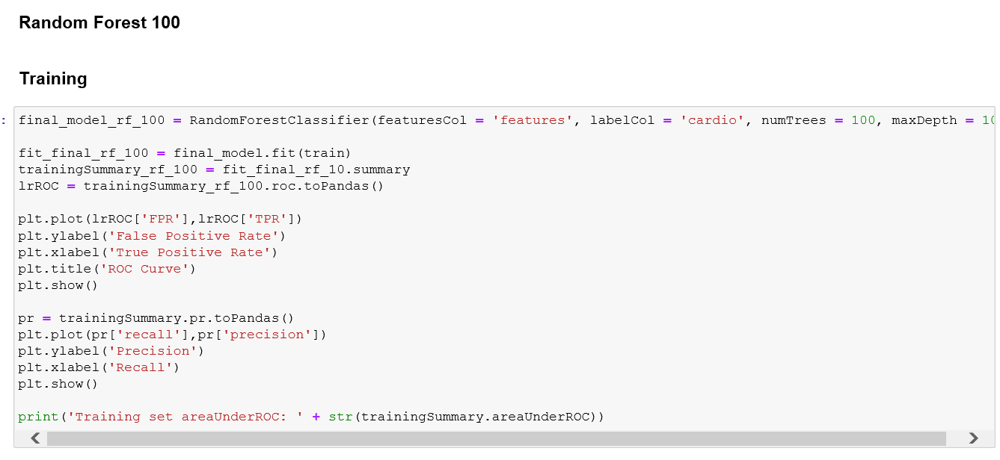 Random Forest 100
Training
:
final_model_rf_100 = RandomForestClassifier(featuresCol = 'features', labelCol = 'cardio', numTrees = 100, maxDepth = 10
fit_final_rf_100 = final_model.fit(train)
trainingSummary_rf_100 = fit_final_rf_10.summary
lrROC = trainingSummary_rf_100.roc.toPandas()
plt.plot(lrROC['FPR'],lrROC['TPR'])
plt.ylabel('False Positive Rate')
plt.xlabel('True Positive Rate')
plt.title('ROC Curve')
plt.show()
pr = trainingSummary.pr.toPandas()
plt.plot(pr['recall'],pr['precision'])
plt.ylabel('Precision')
plt.xlabel('Recall')
plt.show()
print('Training set areaUnderROC: ' + str(trainingSummary.areaUnderROC))